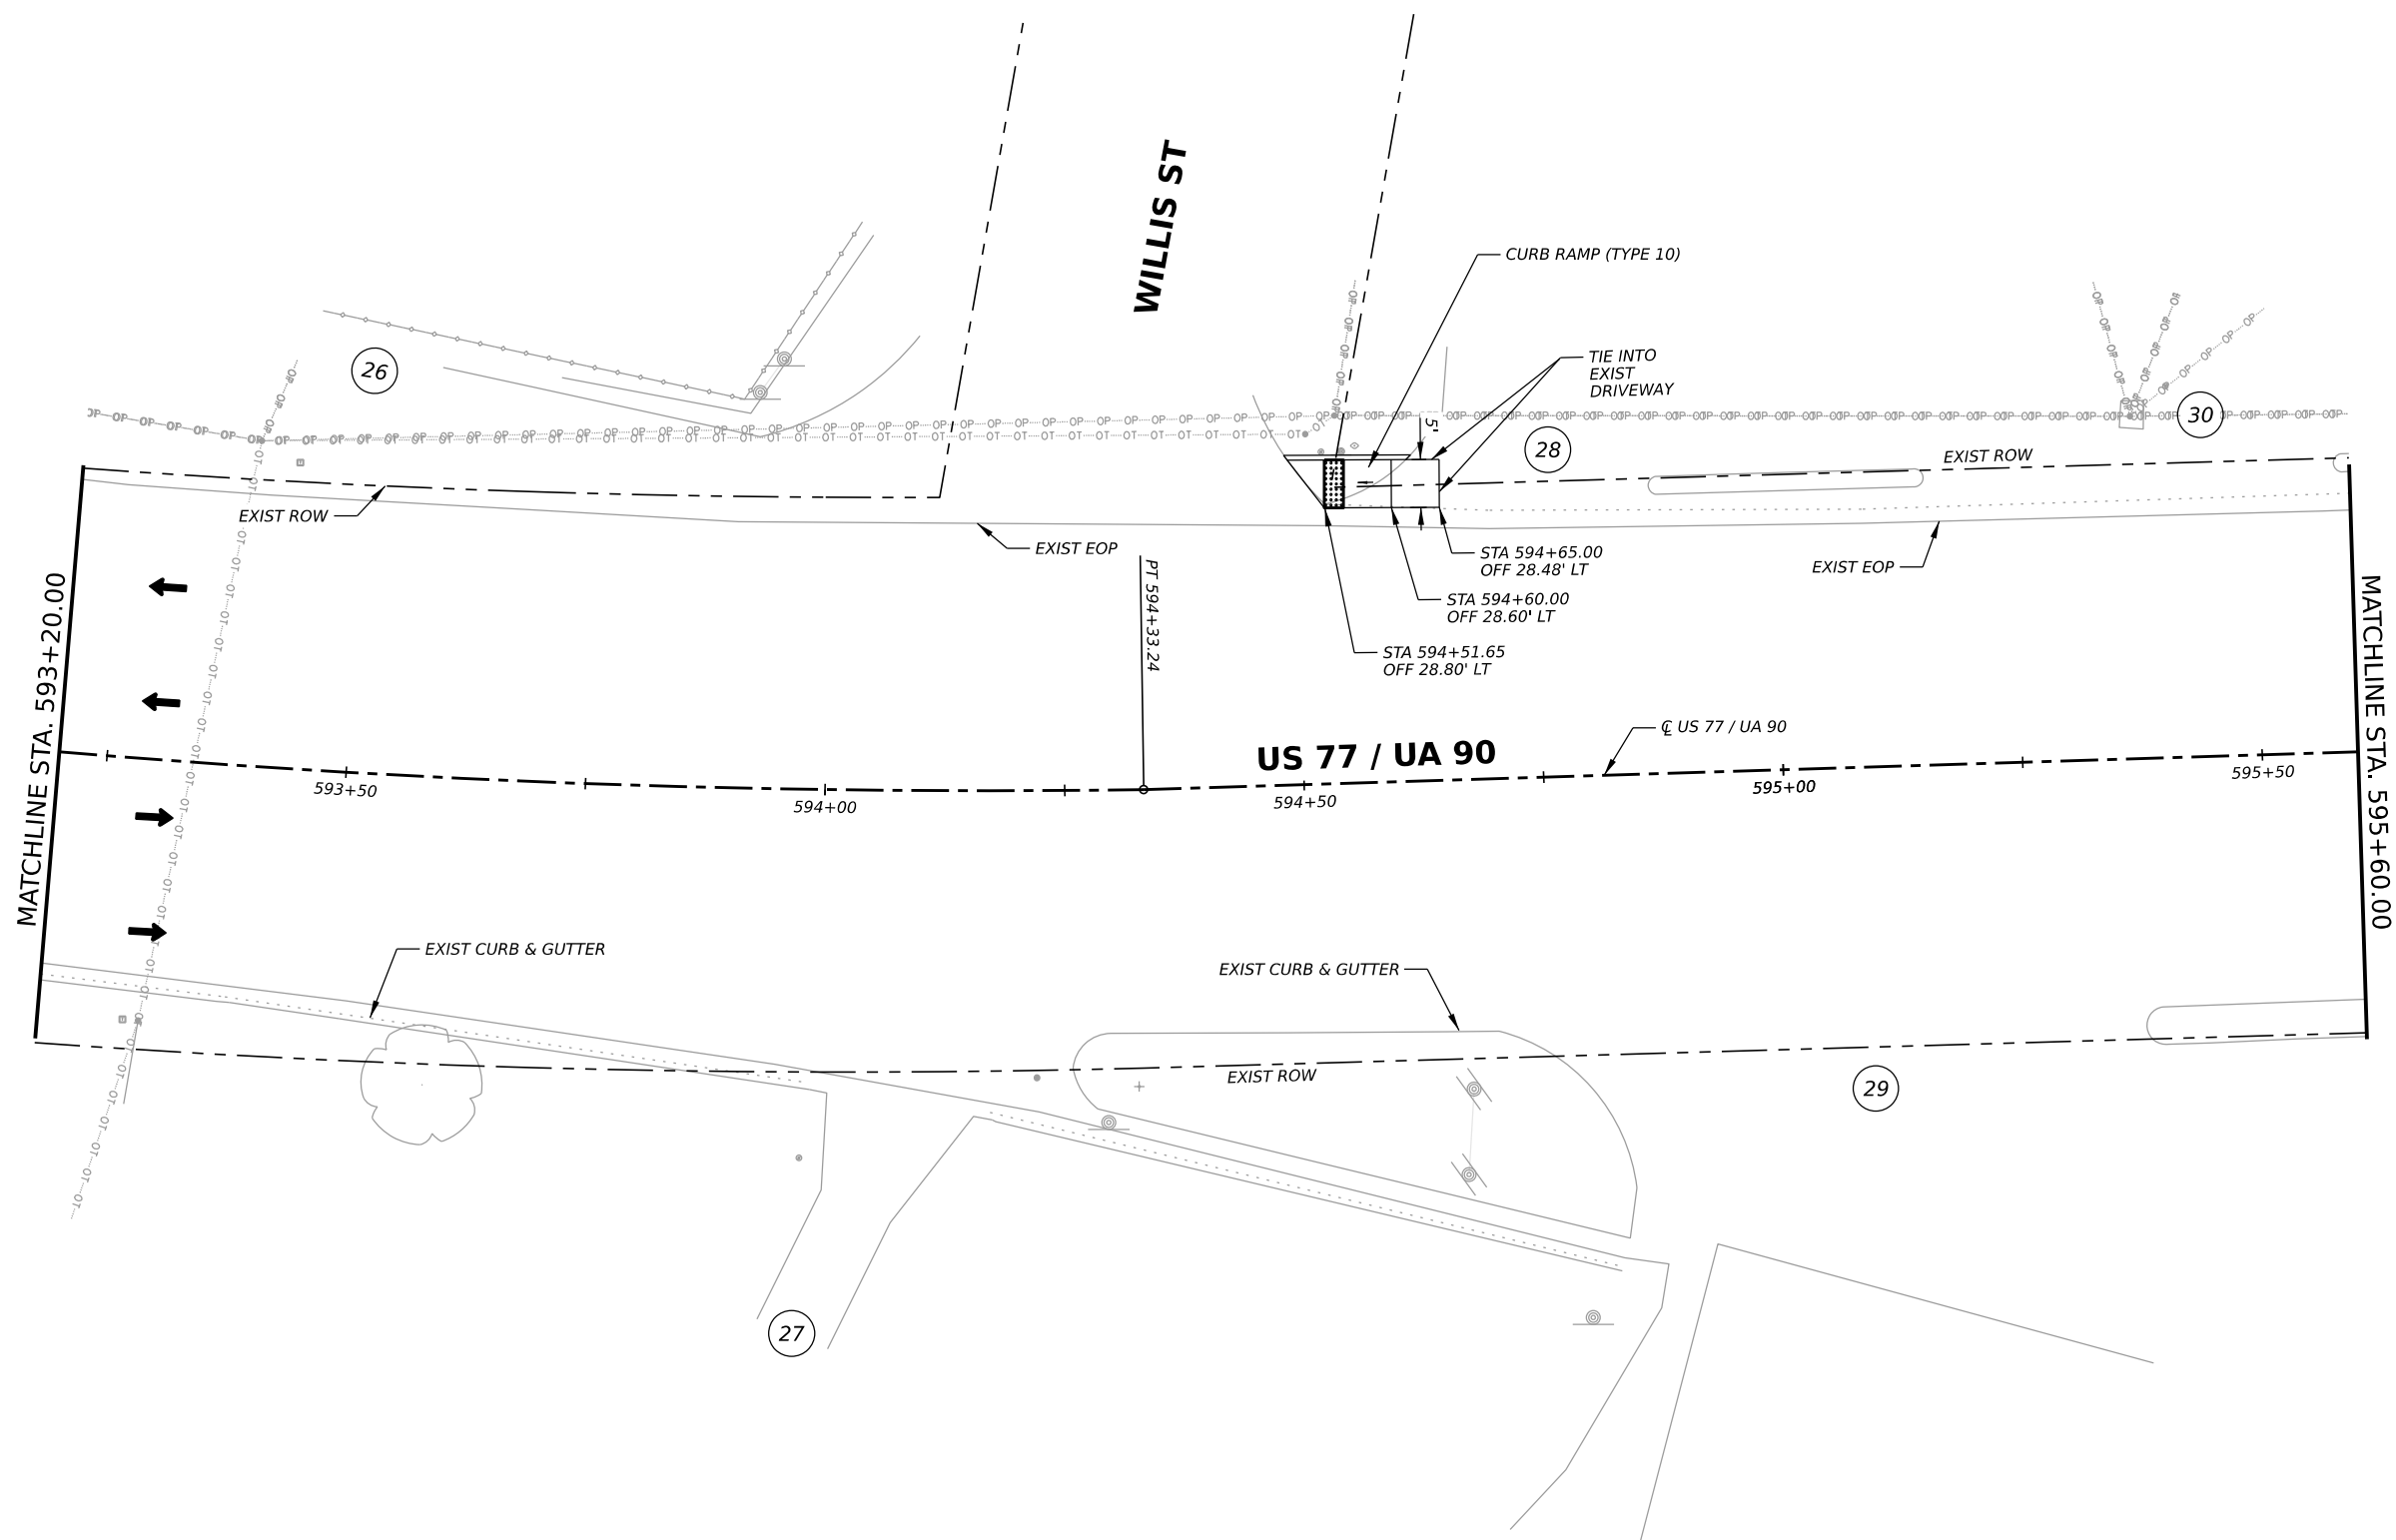 WILLIS ST
CURB RAMP (TYPE 10)
TIE INTO
EXIST
DRIVEWAY
26
5'
28
30
EXIST ROW
EXIST ROW
EXIST EOP
EXIST EOP
STA 594+65.00
OFF 28.48' LT
STA 594+60.00
OFF 28.60' LT
STA 594+51.65
OFF 28.80' LT
PT 594+33.24
MATCHLINE STA. 593+20.00
MATCHLINE STA. 595+60.00
℄ US 77 / UA 90
US 77 / UA 90
593+50
594+00
594+50
595+00
595+50
EXIST CURB & GUTTER
EXIST CURB & GUTTER
EXIST ROW
29
27